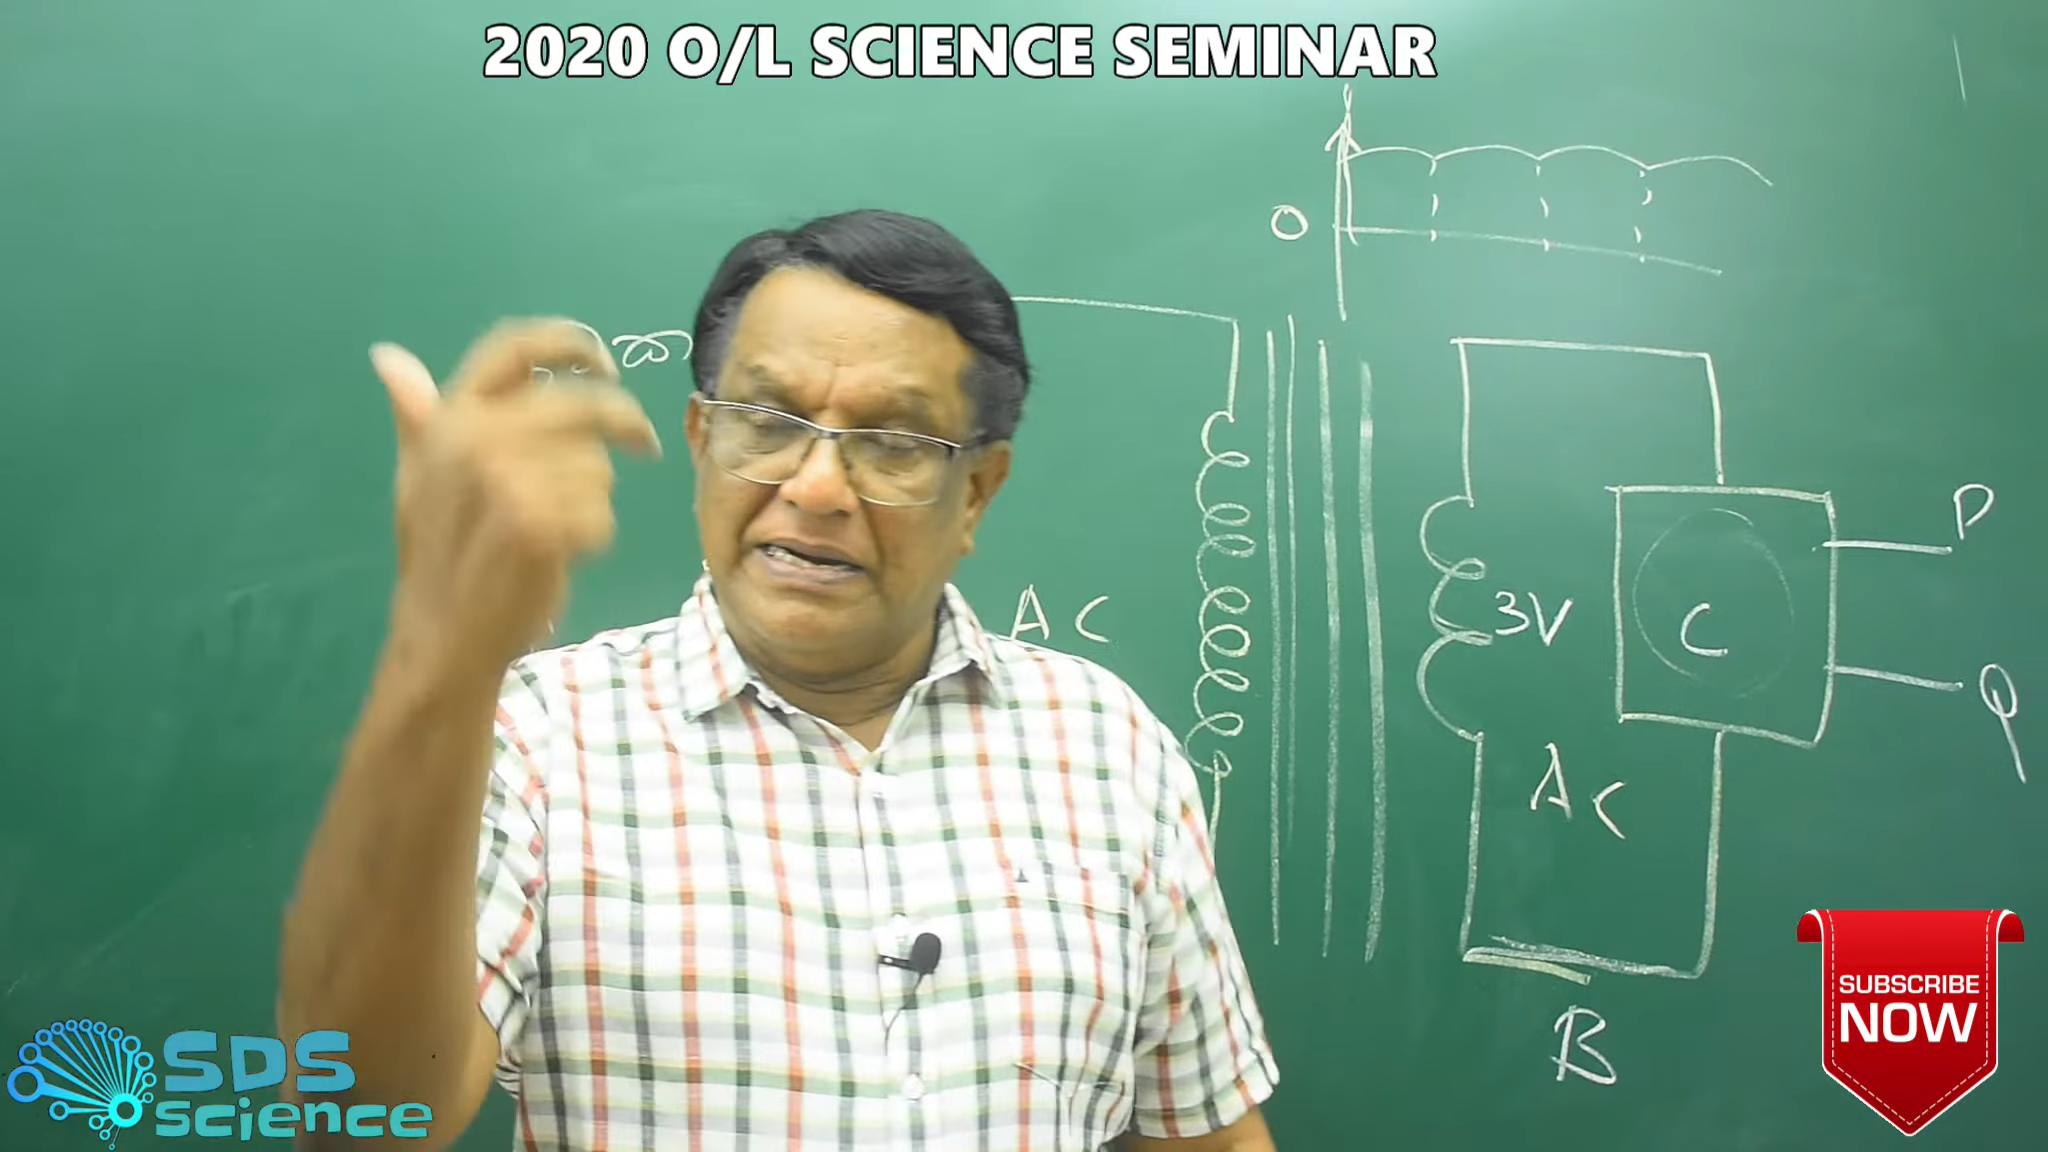 2020 O/L SCIENCE SEMINAR
O
P
3V
C
AC
Q
AC
B
SUBSCRIBE
NOW
SDS
science